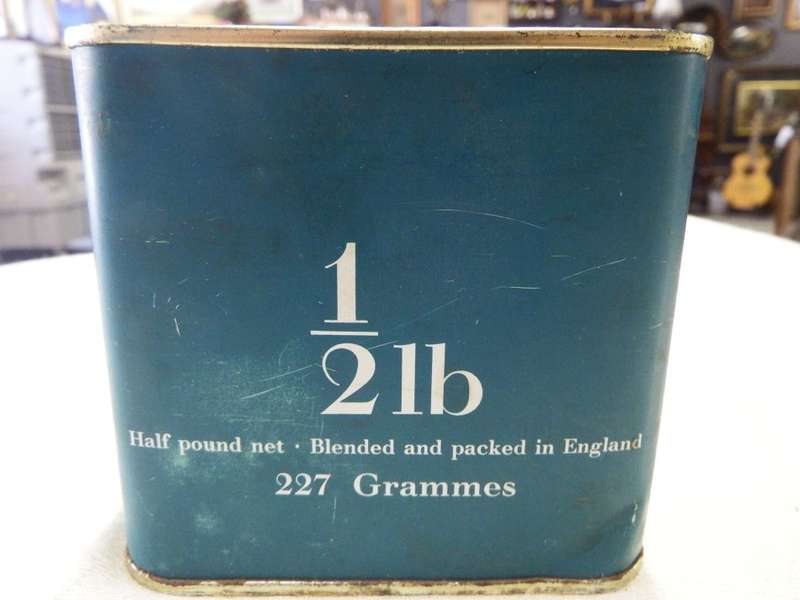 1/2 lb
Half pound net · Blended and packed in England
227 Grammes